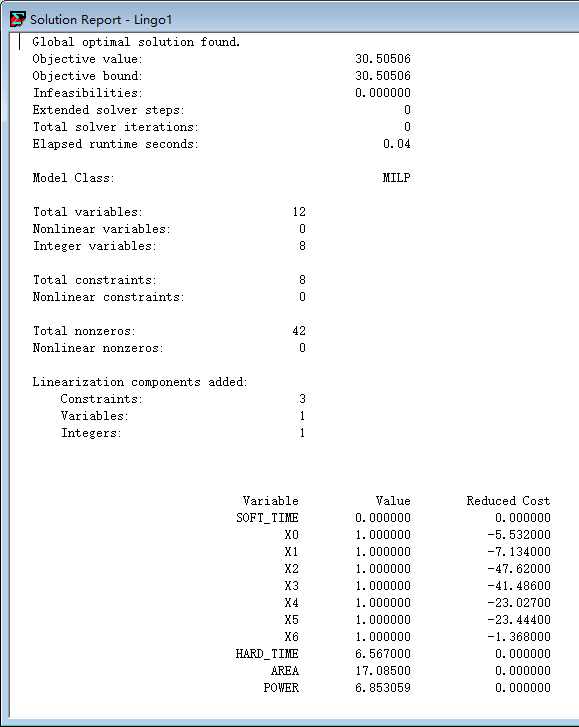 Solution Report - Lingo1
Global optimal solution found.
Objective value: 30.50506
Objective bound: 30.50506
Infeasibilities: 0.000000
Extended solver steps: 0
Total solver iterations: 0
Elapsed runtime seconds: 0.04
Model Class: MILP
Total variables: 12
Nonlinear variables: 0
Integer variables: 8
Total constraints: 8
Nonlinear constraints: 0
Total nonzeros: 42
Nonlinear nonzeros: 0
Linearization components added:
Constraints: 3
Variables: 1
Integers: 1
Variable Value Reduced Cost
SOFT_TIME 0.000000 0.000000
X0 1.000000 -5.532000
X1 1.000000 -7.134000
X2 1.000000 -47.62000
X3 1.000000 -41.48600
X4 1.000000 -23.02700
X5 1.000000 -23.44400
X6 1.000000 -1.368000
HARD_TIME 6.567000 0.000000
AREA 17.08500 0.000000
POWER 6.853059 0.000000